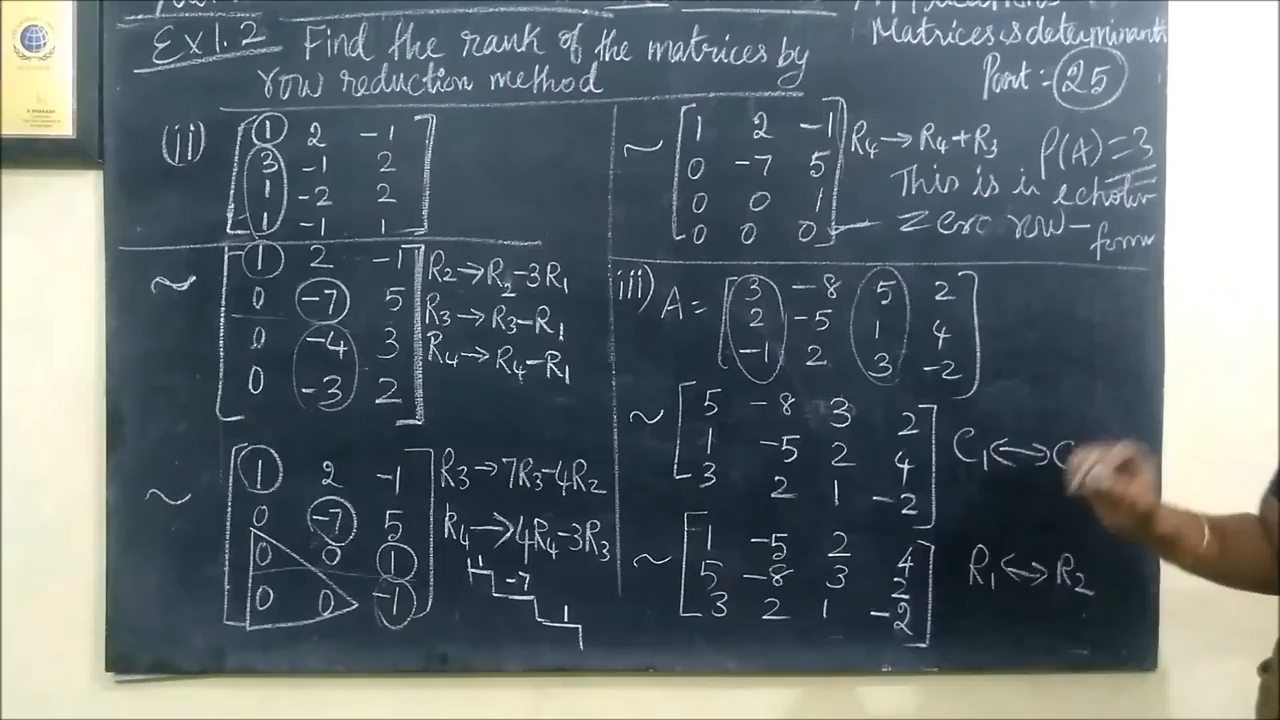 Ex 1.2 Find the rank of the matrices by
row reduction method
Matrices & determinants
Part = 25
(ii)
1 2 -1
3 -1 2
1 -2 2
1 -1 1
~
1 2 -1
0 -7 5 R2 → R2 - 3R1
0 -4 3 R3 → R3 - R1
0 -3 2 R4 → R4 - R1
~
1 2 -1 R3 → 7R3 - 4R2
0 -7 5 R4 → 4R4 - 3R3
0 0 1
0 0 -1
1
-7
1
~
1 2 -1 R4 → R4 + R3
0 -7 5
0 0 1
0 0 0
ρ(A) = 3
This is in echolon
zero row - form
iii) A =
3 -8 5 2
2 -5 1 4
-1 2 3 -2
~
5 -8 3 2
1 -5 2 4
3 2 1 -2
C1 ↔
~
1 -5 2 4
5 -8 3 2
3 2 1 -2
R1 ↔ R2